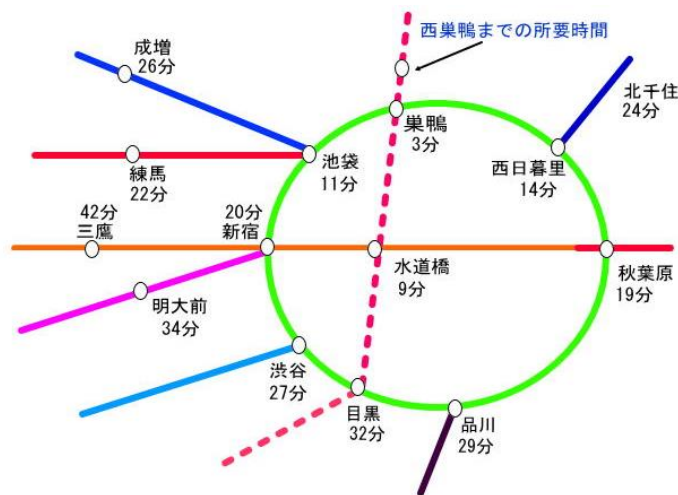 西巣鴨までの所要時間
成増
26分
北千住
24分
巣鴨
3分
池袋
11分
西日暮里
14分
練馬
22分
42分
三鷹
20分
新宿
水道橋
9分
秋葉原
19分
明大前
34分
渋谷
27分
目黒
32分
品川
29分